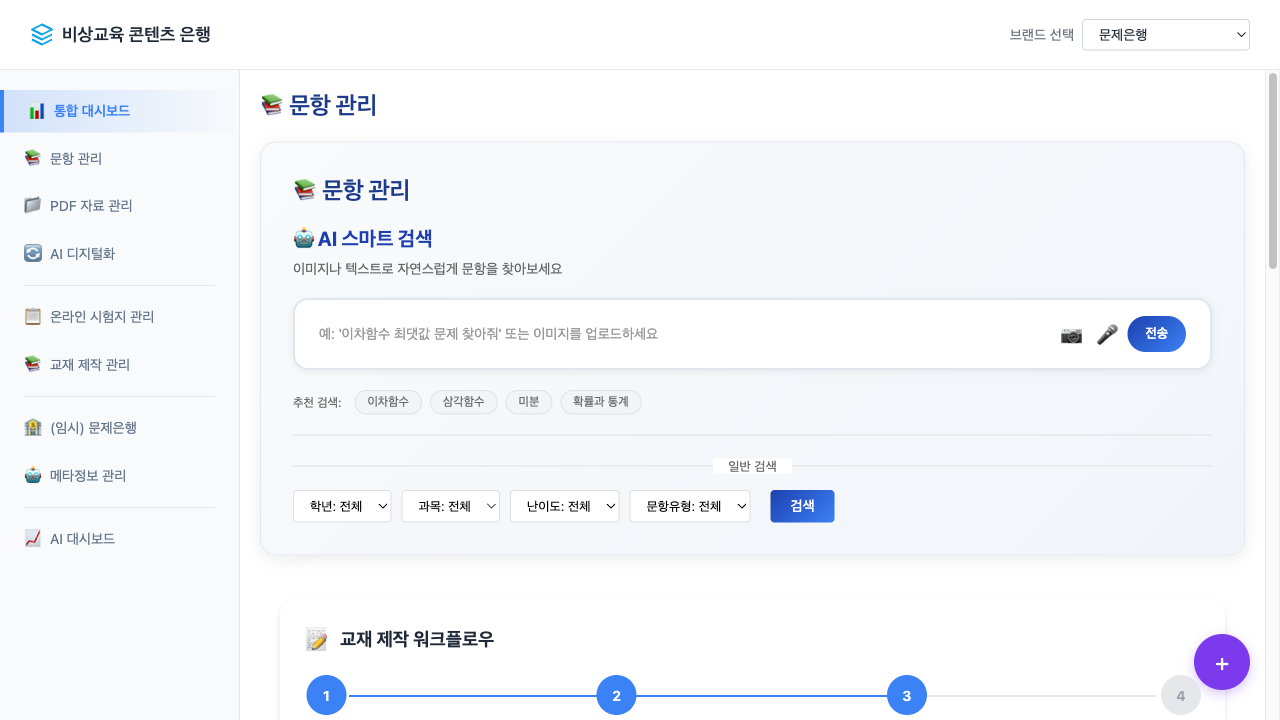 비상교육 콘텐츠 은행
브랜드 선택
문제은행
통합 대시보드
문항 관리
PDF 자료 관리
AI 디지털화
온라인 시험지 관리
교재 제작 관리
(임시) 문제은행
메타정보 관리
AI 대시보드
문항 관리
문항 관리
AI 스마트 검색
이미지나 텍스트로 자연스럽게 문항을 찾아보세요
예: '이차함수 최댓값 문제 찾아줘' 또는 이미지를 업로드하세요
전송
추천 검색: 이차함수 삼각함수 미분 확률과 통계
일반 검색
학년: 전체 과목: 전체 난이도: 전체 문항유형: 전체 검색
교재 제작 워크플로우
+
1 2 3 4